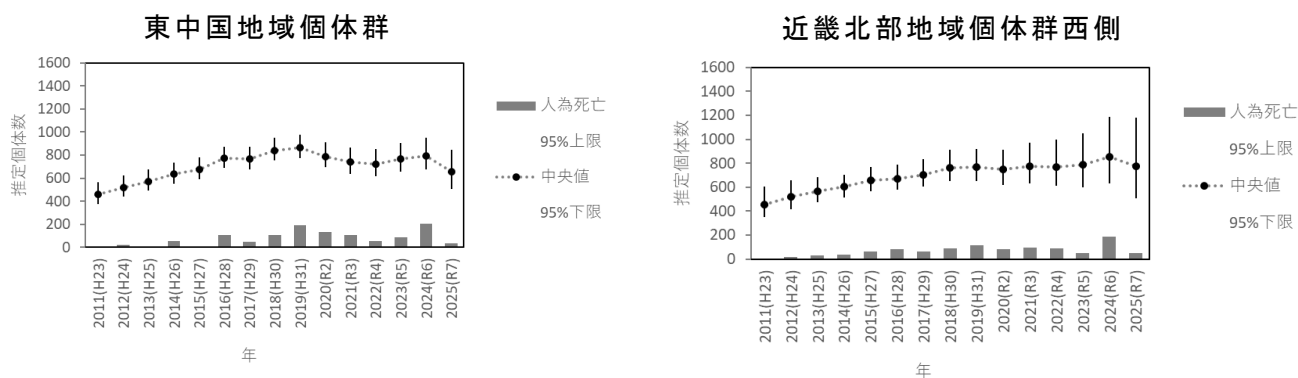 東中国地域個体群
推定個体数
1600
1400
1200
1000
800
600
400
200
0
2011(H23)
2012(H24)
2013(H25)
2014(H26)
2015(H27)
2016(H28)
2017(H29)
2018(H30)
2019(H31)
2020(R2)
2021(R3)
2022(R4)
2023(R5)
2024(R6)
2025(R7)
年
人為死亡
95%上限
中央値
95%下限
近畿北部地域個体群西側
推定個体数
1600
1400
1200
1000
800
600
400
200
0
2011(H23)
2012(H24)
2013(H25)
2014(H26)
2015(H27)
2016(H28)
2017(H29)
2018(H30)
2019(H31)
2020(R2)
2021(R3)
2022(R4)
2023(R5)
2024(R6)
2025(R7)
年
人為死亡
95%上限
中央値
95%下限